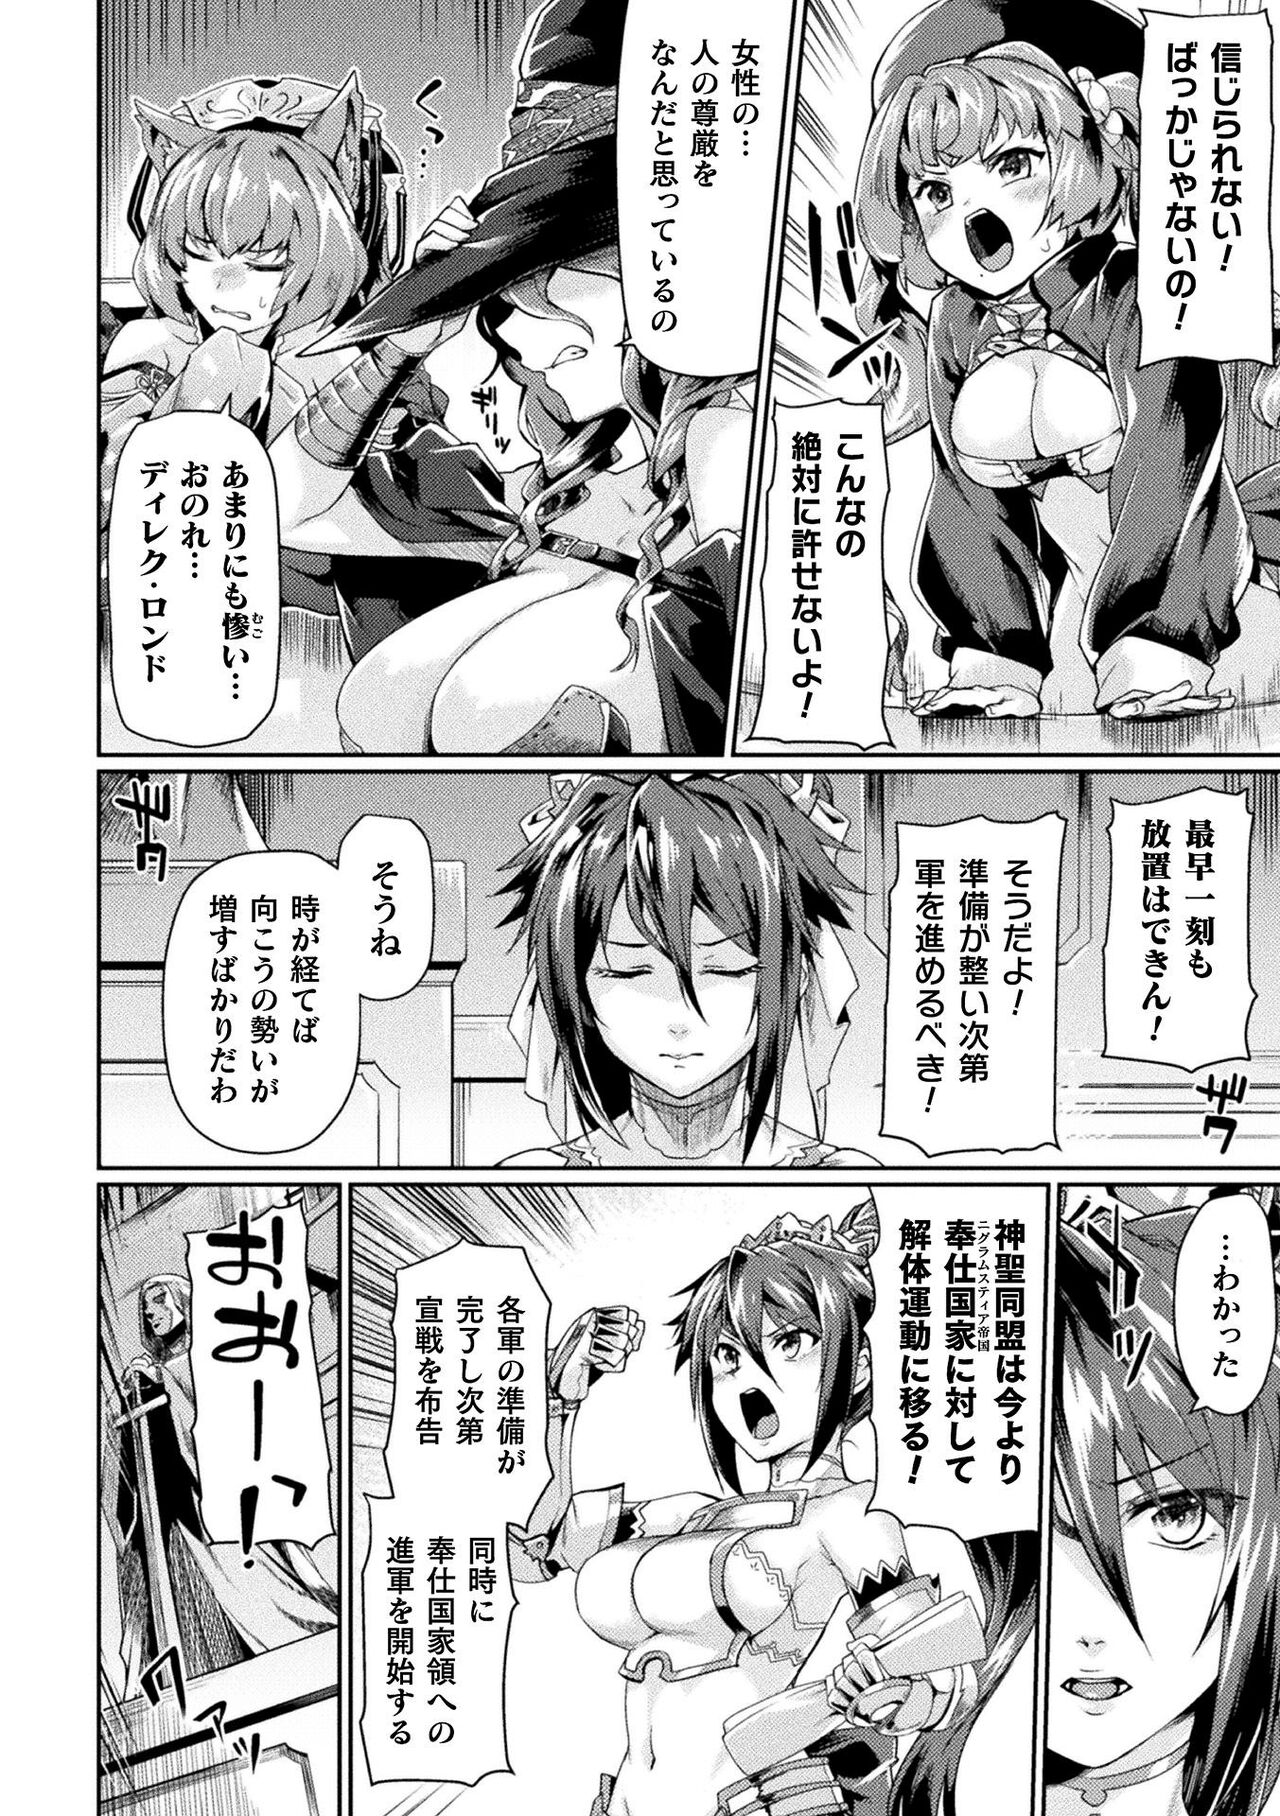 信じられない！
ばっかじゃないの！
こんなの
絶対に許せないよ！
女性の…
人の尊厳を
なんだと思っているの
ギチッ
あまりにも惨い…
むご
おのれ…
ディレク・ロンド
最早一刻も
放置はできん！
そうだよ！
準備が整い次第
軍を進めるべき！
そうね
時が経てば
向こうの勢いが
増すばかりだわ
…わかった
神聖同盟は今より
奉仕国家に対して
ニグラムスティア帝国
解体運動に移る！
各軍の準備が
完了し次第
宣戦を布告
同時に
奉仕国家領への
進軍を開始する
おおーっ！